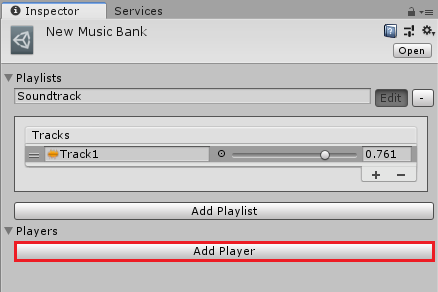 Inspector Services
New Music Bank
Open
Playlists
Soundtrack Edit -
Tracks
Track1 0.761
+ −
Add Playlist
Players
Add Player